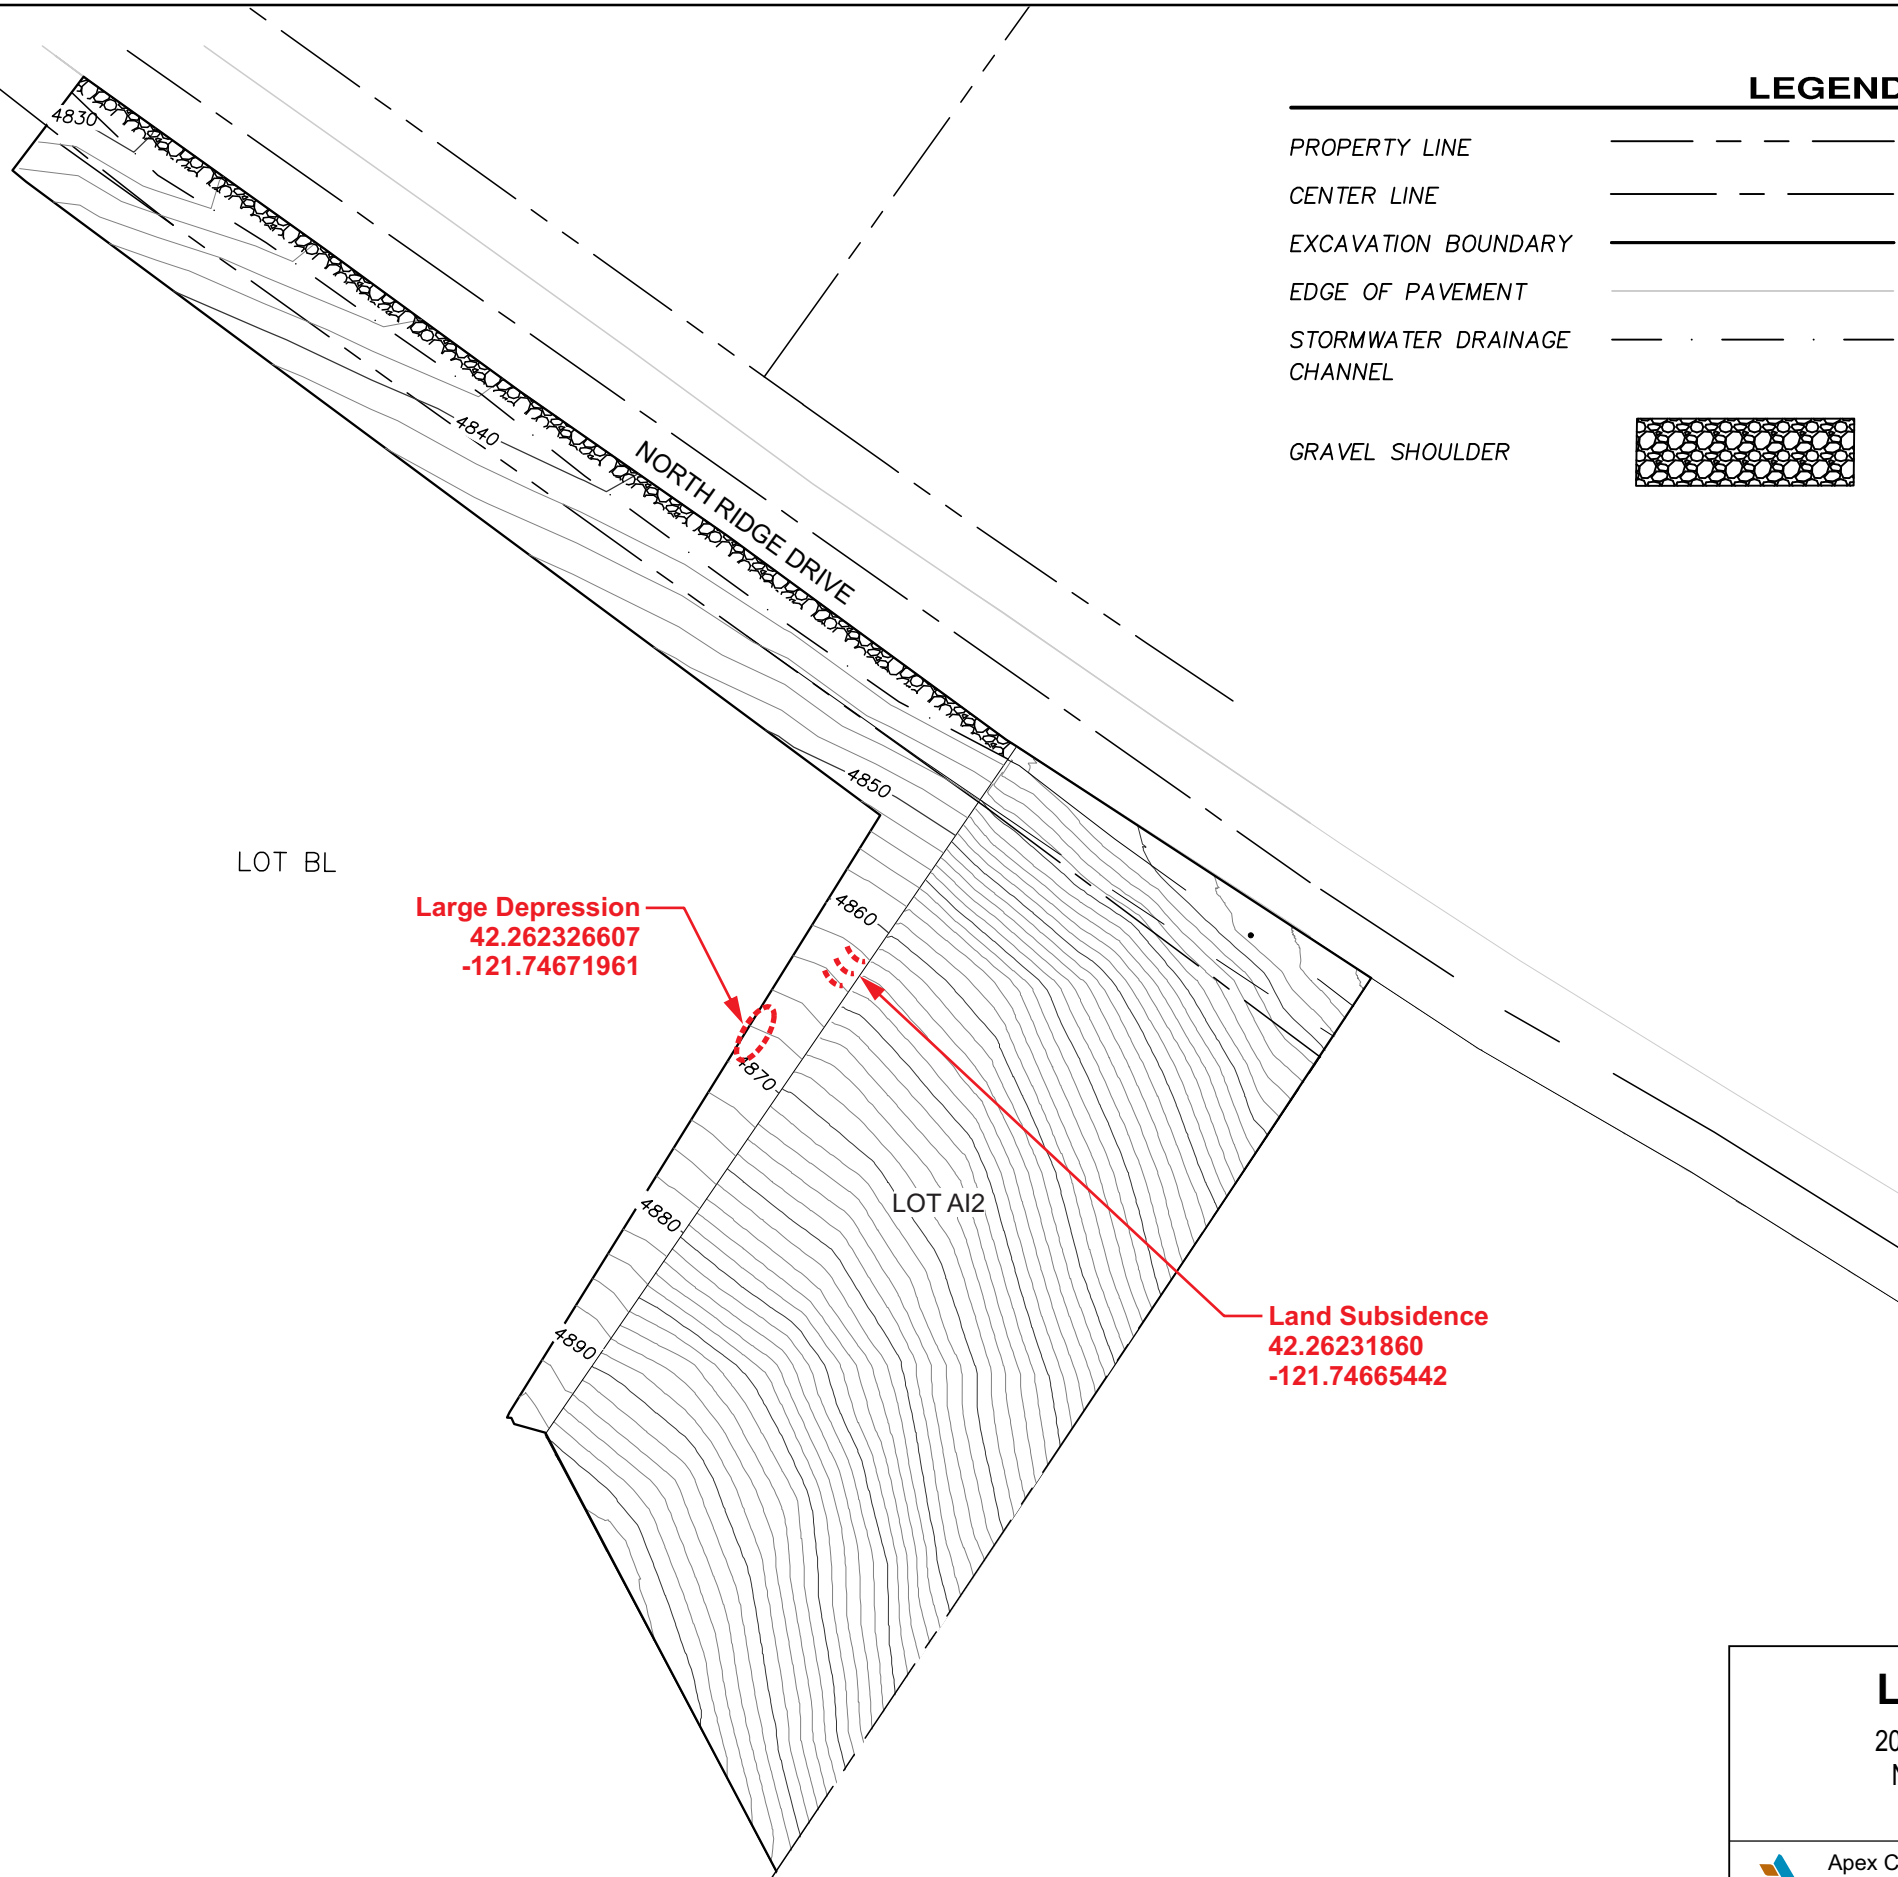 LEGEND
PROPERTY LINE
CENTER LINE
EXCAVATION BOUNDARY
EDGE OF PAVEMENT
STORMWATER DRAINAGE
CHANNEL
GRAVEL SHOULDER
4830
4840
NORTH RIDGE DRIVE
4850
LOT BL
4860
Large Depression
42.262326607
-121.74671961
4870
LOT AI2
4880
Land Subsidence
42.26231860
-121.74665442
4890
L
20
N
Apex C